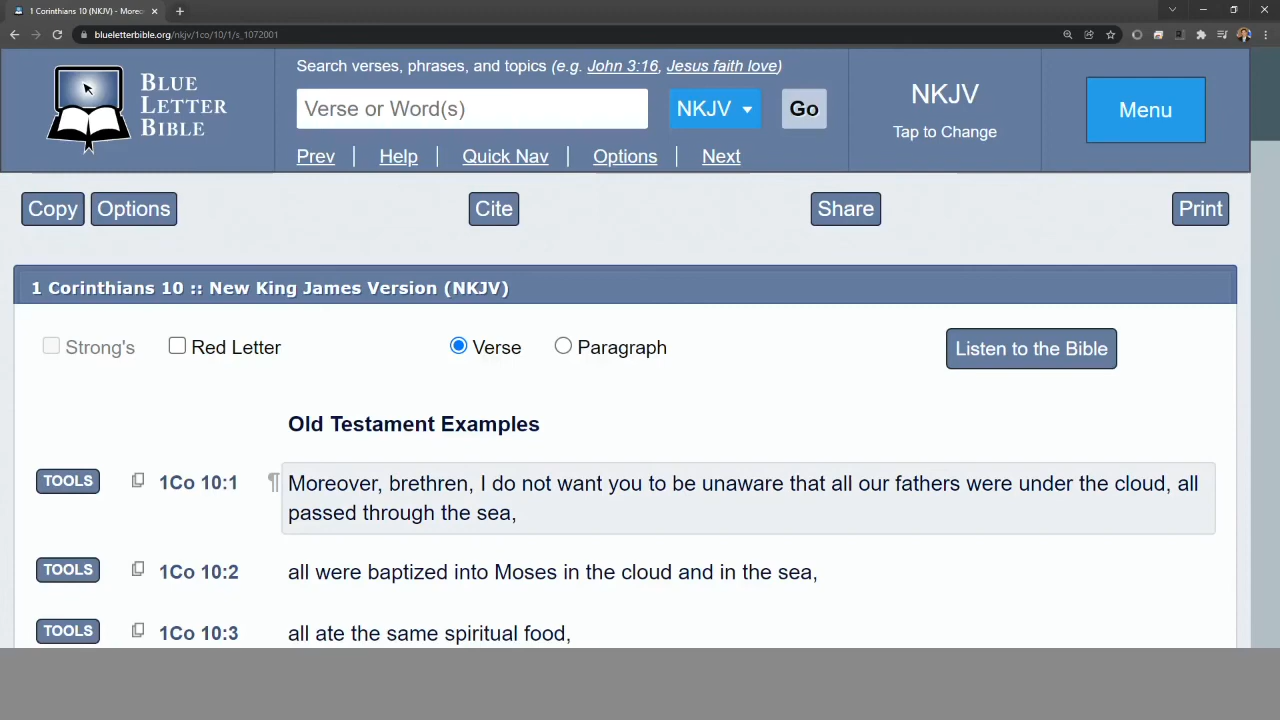 1 Corinthians 10 (NKJV) - Moreo
blueletterbible.org/nkjv/1co/10/1/s_1072001
BLUE
LETTER
BIBLE
Search verses, phrases, and topics (e.g. John 3:16, Jesus faith love)
Verse or Word(s)
NKJV
Go
Prev | Help | Quick Nav | Options | Next
NKJV
Tap to Change
Menu
Copy Options Cite Share Print
1 Corinthians 10 :: New King James Version (NKJV)
Strong's Red Letter Verse Paragraph Listen to the Bible
Old Testament Examples
TOOLS 1Co 10:1 ¶ Moreover, brethren, I do not want you to be unaware that all our fathers were under the cloud, all
passed through the sea,
TOOLS 1Co 10:2 all were baptized into Moses in the cloud and in the sea,
TOOLS 1Co 10:3 all ate the same spiritual food,